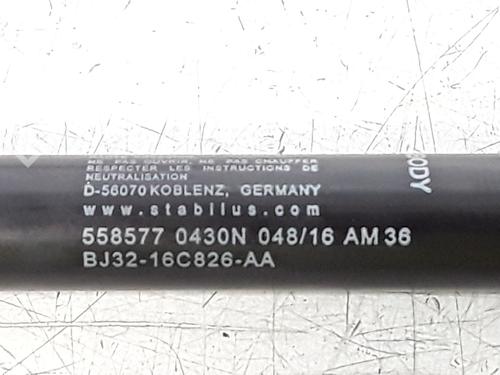 NE PAS OUVRIR, NE PAS CHAUFFER
RESPECTER LES INSTRUCTIONS DE
NEUTRALISATION
D-56070 KOBLENZ, GERMANY
www.stabilus.com
558577 0430N 048/16 AM36
BJ32-16C826-AA